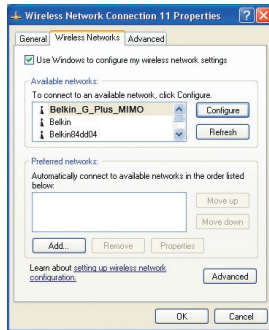 Wireless Network Connection 11 Properties
General Wireless Networks Advanced
Use Windows to configure my wireless network settings
Available networks:
To connect to an available network, click Configure.
Belkin_G_Plus_MIMO
Belkin
Belkin84dd04
Configure
Refresh
Preferred networks:
Automatically connect to available networks in the order listed
below:
Move up
Move down
Add... Remove Properties
Learn about setting up wireless network
configuration.
Advanced
OK Cancel